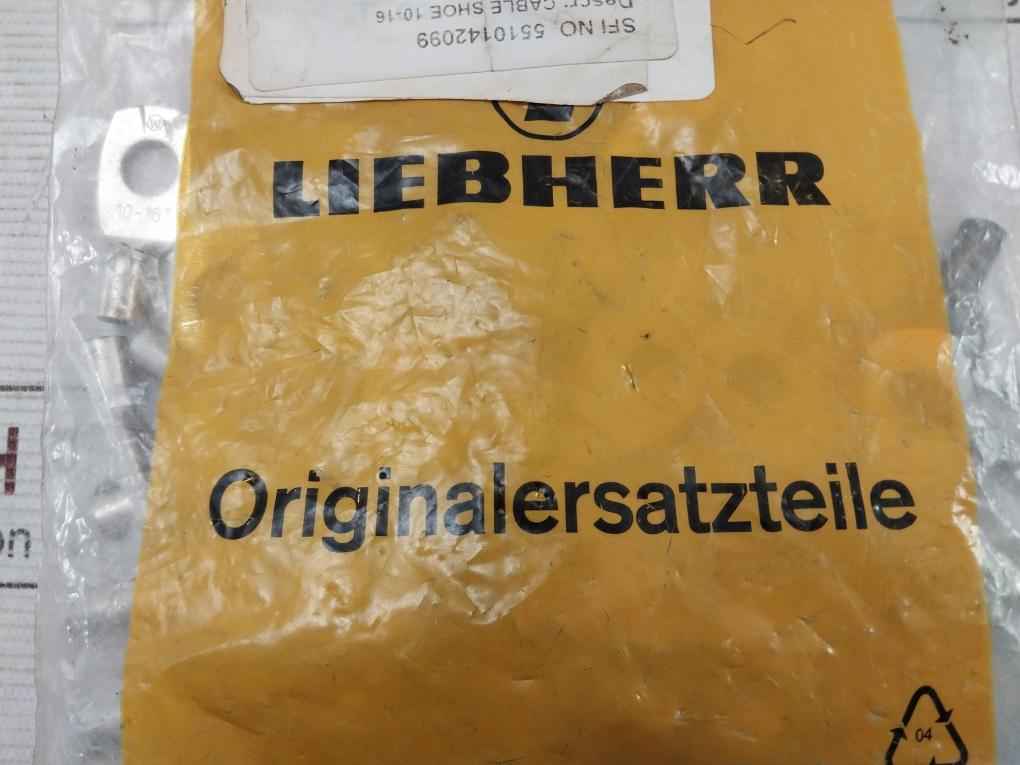 Descr: CABLE SHOE 10-16
SFI NO 5510142099
LIEBHERR
10-16
Originalersatzteile
04